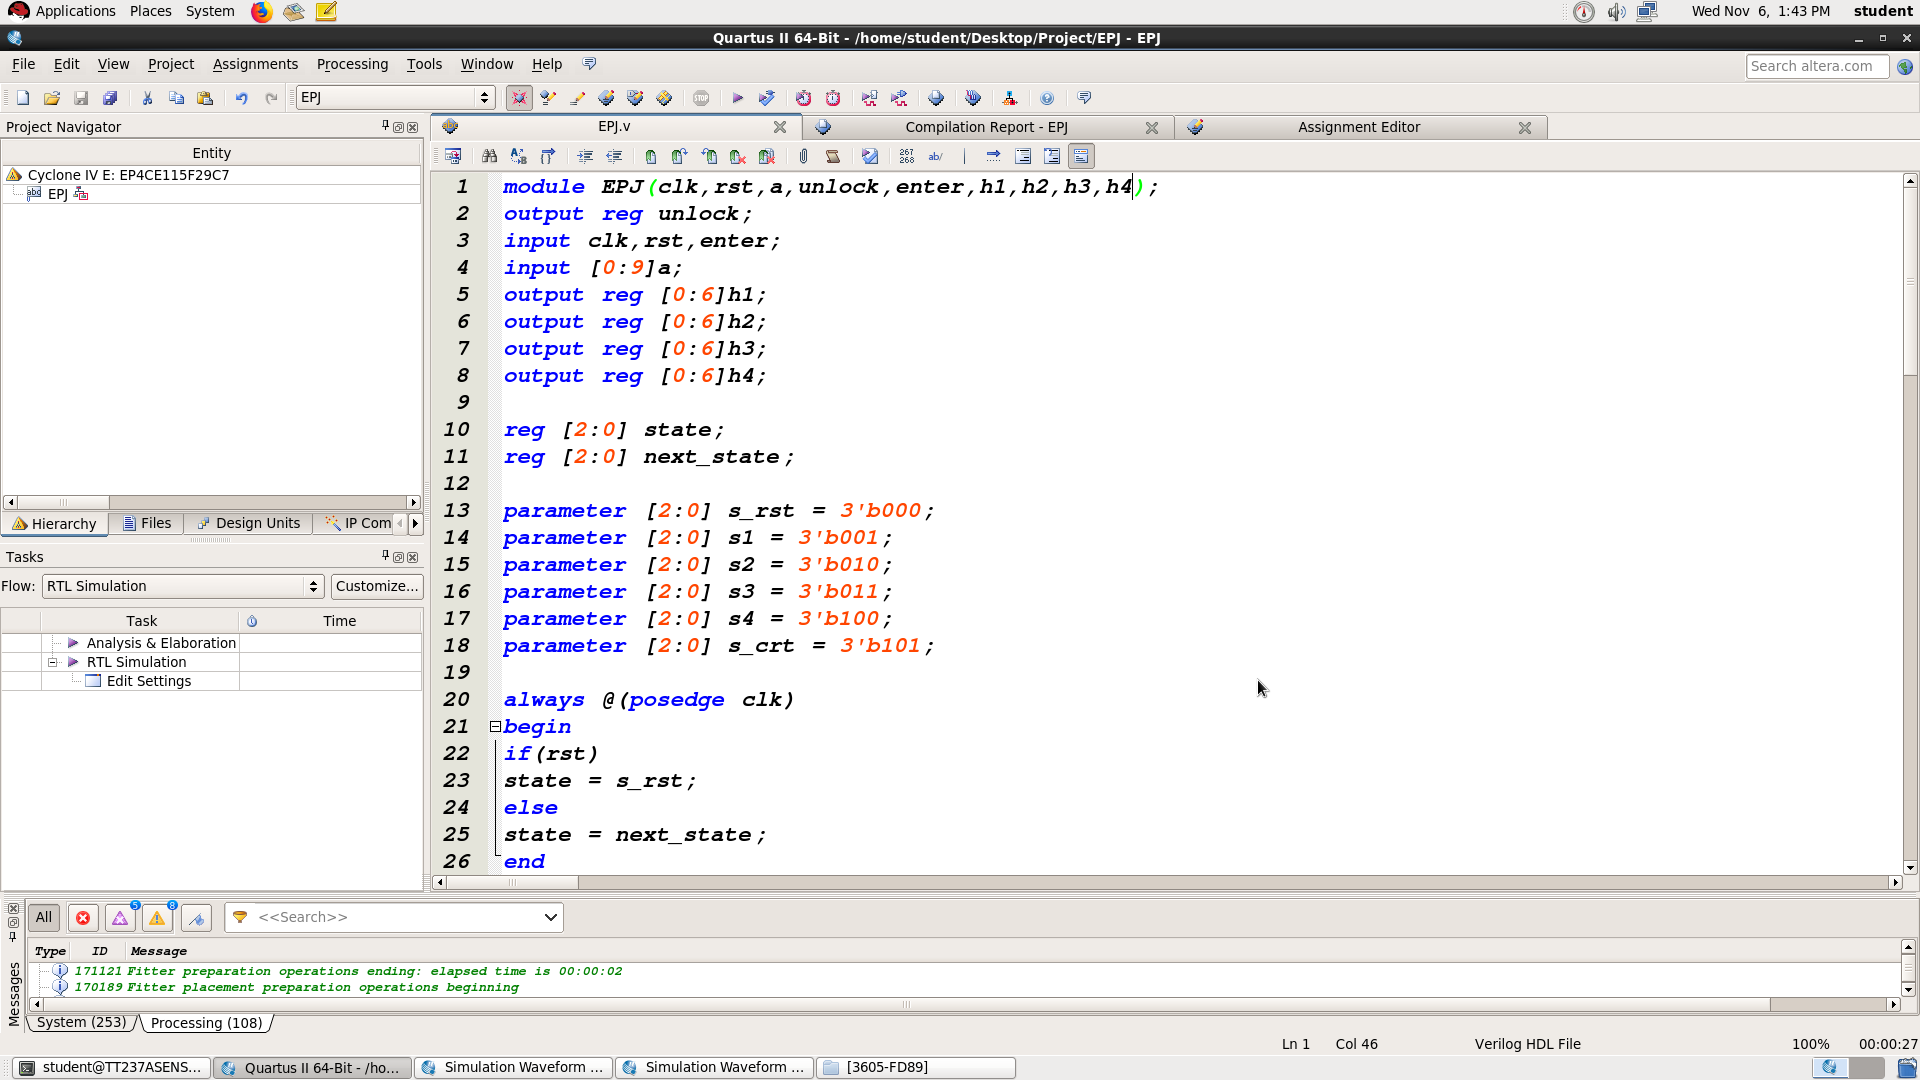 Applications Places System Wed Nov 6, 1:43 PM student
Quartus II 64-Bit - /home/student/Desktop/Project/EPJ - EPJ
File Edit View Project Assignments Processing Tools Window Help Search altera.com
EPJ STOP
Project Navigator
Entity
Cyclone IV E: EP4CE115F29C7
abc EPJ
Hierarchy Files Design Units IP Com
Tasks
Flow: RTL Simulation Customize...
Task Time
Analysis & Elaboration
RTL Simulation
Edit Settings
EPJ.v Compilation Report - EPJ Assignment Editor
267 268 ab/
1 module EPJ(clk,rst,a,unlock,enter,h1,h2,h3,h4);
2 output reg unlock;
3 input clk,rst,enter;
4 input [0:9]a;
5 output reg [0:6]h1;
6 output reg [0:6]h2;
7 output reg [0:6]h3;
8 output reg [0:6]h4;
9
10 reg [2:0] state;
11 reg [2:0] next_state;
12
13 parameter [2:0] s_rst = 3'b000;
14 parameter [2:0] s1 = 3'b001;
15 parameter [2:0] s2 = 3'b010;
16 parameter [2:0] s3 = 3'b011;
17 parameter [2:0] s4 = 3'b100;
18 parameter [2:0] s_crt = 3'b101;
19
20 always @(posedge clk)
21 begin
22 if(rst)
23 state = s_rst;
24 else
25 state = next_state;
26 end
All 5 8 <<Search>>
Type ID Message
171121 Fitter preparation operations ending: elapsed time is 00:00:02
170189 Fitter placement preparation operations beginning
Messages
System (253) Processing (108)
Ln 1 Col 46 Verilog HDL File 100% 00:00:27
student@TT237ASENS... Quartus II 64-Bit - /ho... Simulation Waveform ... Simulation Waveform ... [3605-FD89]